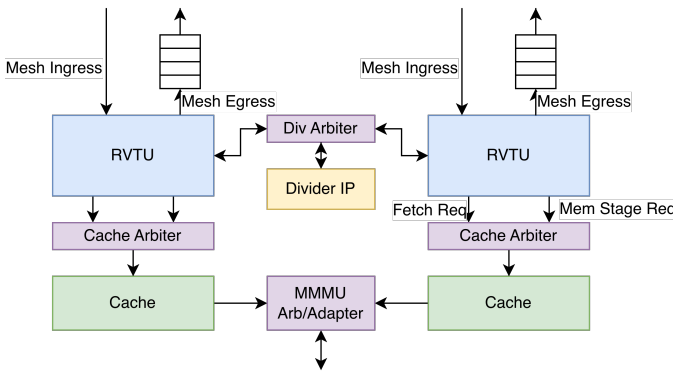 Mesh Ingress
Mesh Egress
Mesh Ingress
Mesh Egress
Div Arbiter
RVTU
RVTU
Divider IP
Fetch Req
Mem Stage Req
Cache Arbiter
Cache Arbiter
Cache
MMMU
Arb/Adapter
Cache